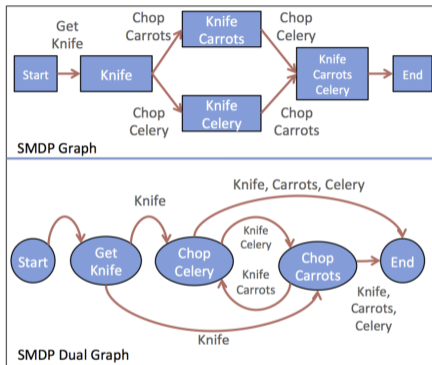 Get
Knife
Chop
Carrots
Knife
Carrots
Chop
Celery
Start
Knife
Knife
Carrots
Celery
End
Chop
Celery
Knife
Celery
Chop
Carrots
SMDP Graph
Knife, Carrots, Celery
Knife
Knife
Celery
Start
Get
Knife
Chop
Celery
Chop
Carrots
End
Knife
Carrots
Knife,
Carrots,
Celery
Knife
SMDP Dual Graph